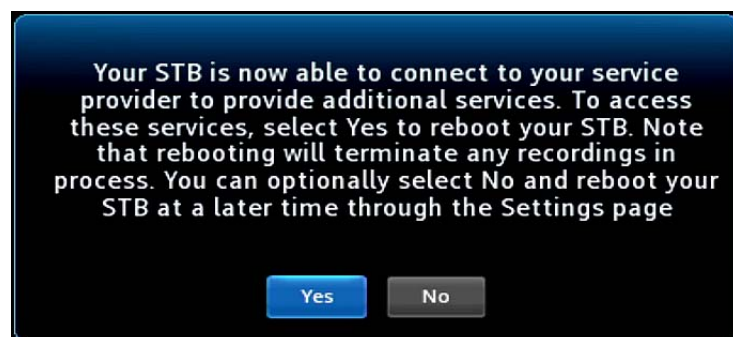 Your STB is now able to connect to your service
provider to provide additional services. To access
these services, select Yes to reboot your STB. Note
that rebooting will terminate any recordings in
process. You can optionally select No and reboot your
STB at a later time through the Settings page
Yes
No